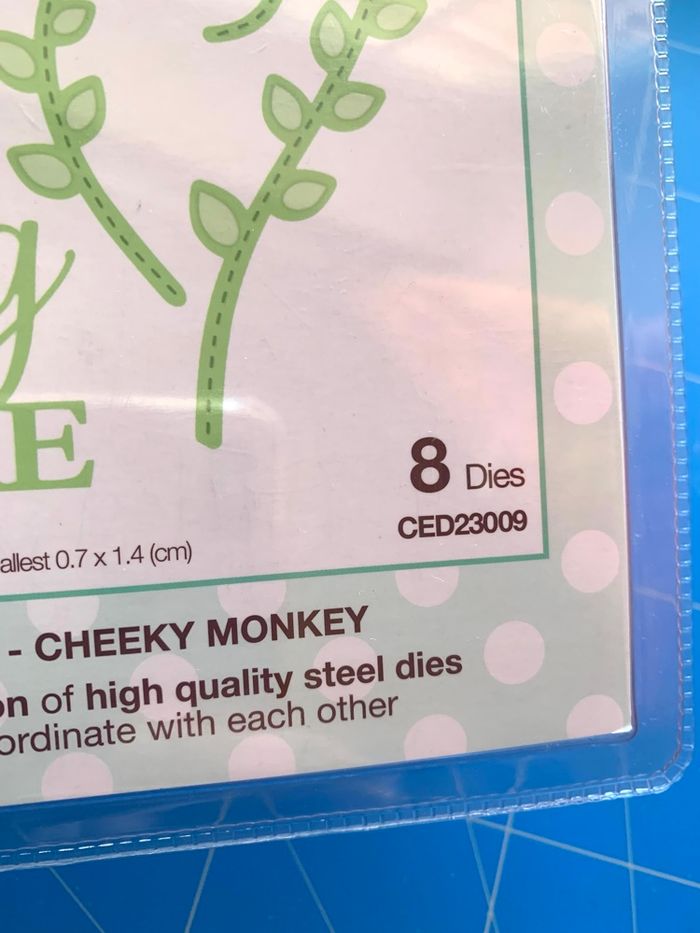 g
E
8 Dies
CED23009
allest 0.7 x 1.4 (cm)
- CHEEKY MONKEY
on of high quality steel dies
ordinate with each other